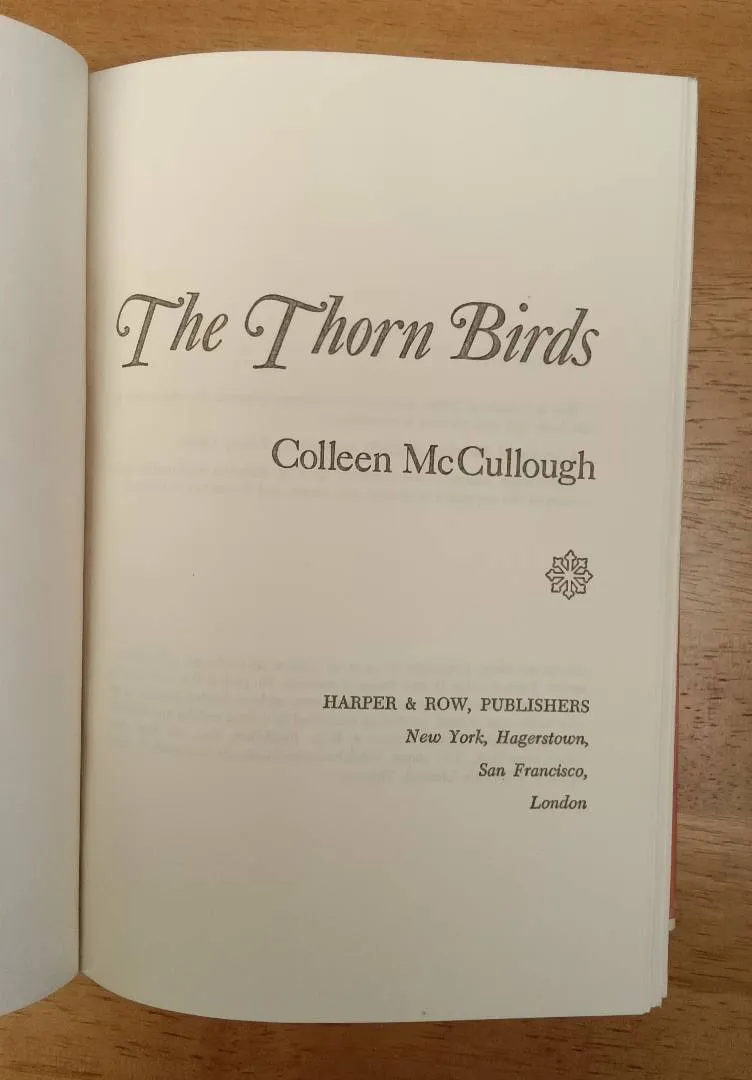 The Thorn Birds
Colleen McCullough
HARPER & ROW, PUBLISHERS
New York, Hagerstown,
San Francisco,
London